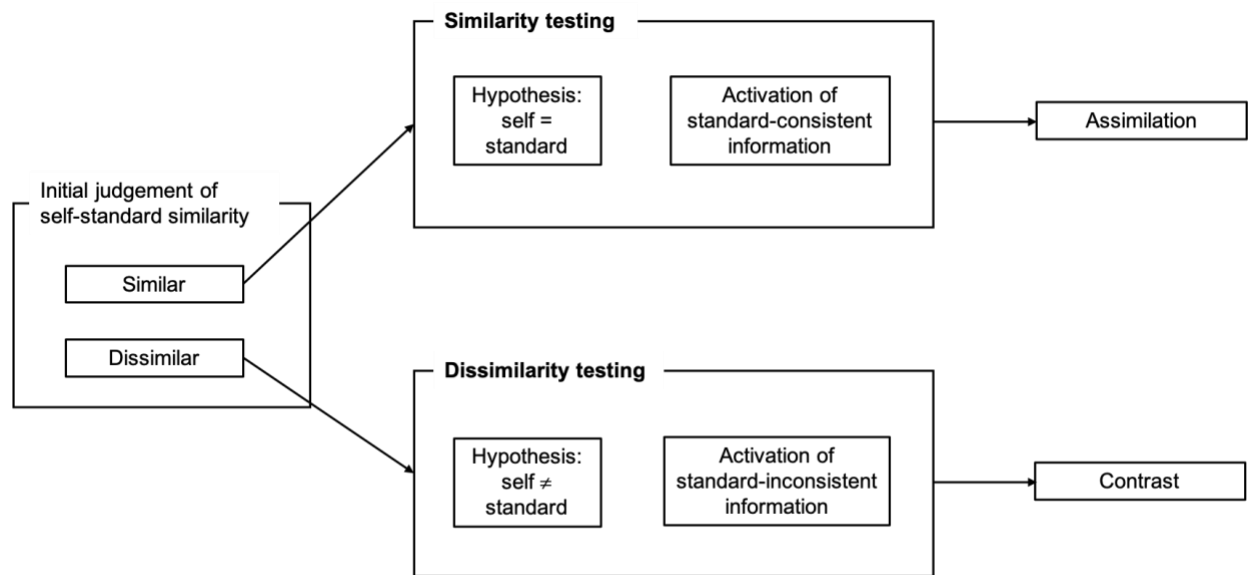 Similarity testing
Hypothesis:
self =
standard
Activation of
standard-consistent
information
Assimilation
Initial judgement of
self-standard similarity
Similar
Dissimilar
Dissimilarity testing
Hypothesis:
self ≠
standard
Activation of
standard-inconsistent
information
Contrast